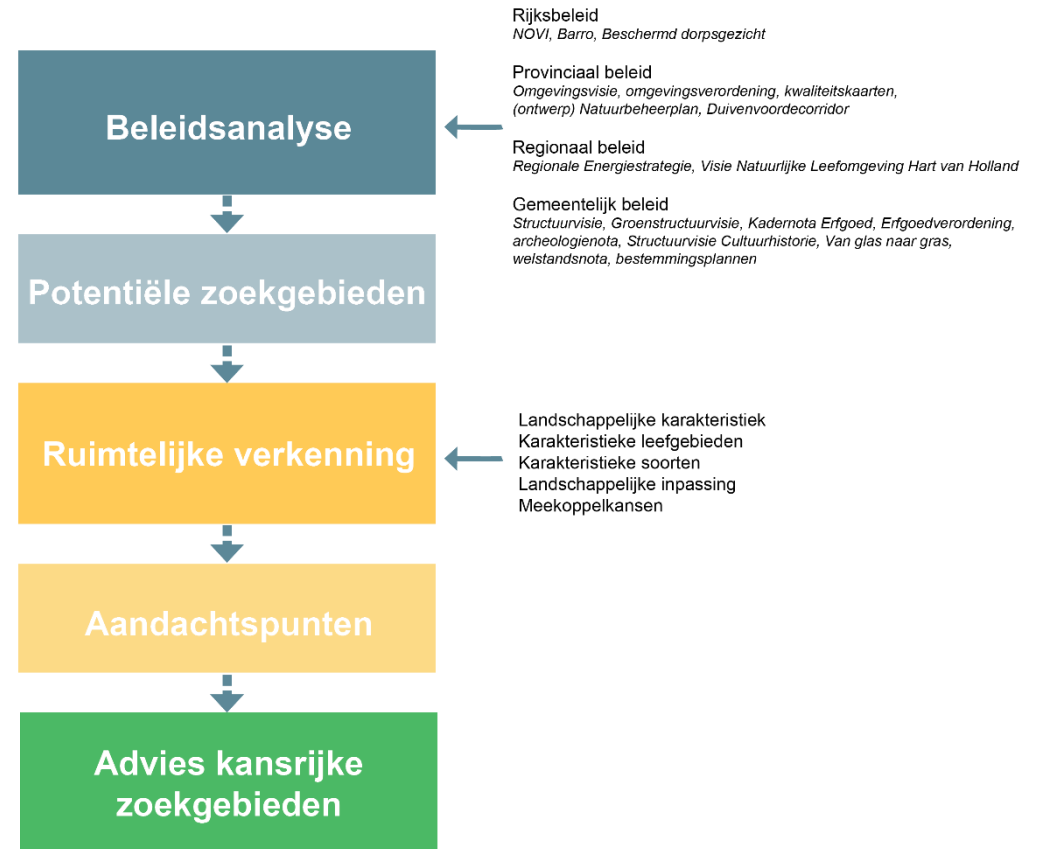 Rijksbeleid
NOVI, Barro, Beschermd dorpsgezicht
Provinciaal beleid
Omgevingsvisie, omgevingsverordening, kwaliteitskaarten,
(ontwerp) Natuurbeheerplan, Duivenvoordecorridor
Beleidsanalyse
Regionaal beleid
Regionale Energiestrategie, Visie Natuurlijke Leefomgeving Hart van Holland
Gemeentelijk beleid
Structuurvisie, Groenstructuurvisie, Kadernota Erfgoed, Erfgoedverordening,
archeologienota, Structuurvisie Cultuurhistorie, Van glas naar gras,
welstandsnota, bestemmingsplannen
Potentiële zoekgebieden
Ruimtelijke verkenning
Landschappelijke karakteristiek
Karakteristieke leefgebieden
Karakteristieke soorten
Landschappelijke inpassing
Meekoppelkansen
Aandachtspunten
Advies kansrijke
zoekgebieden